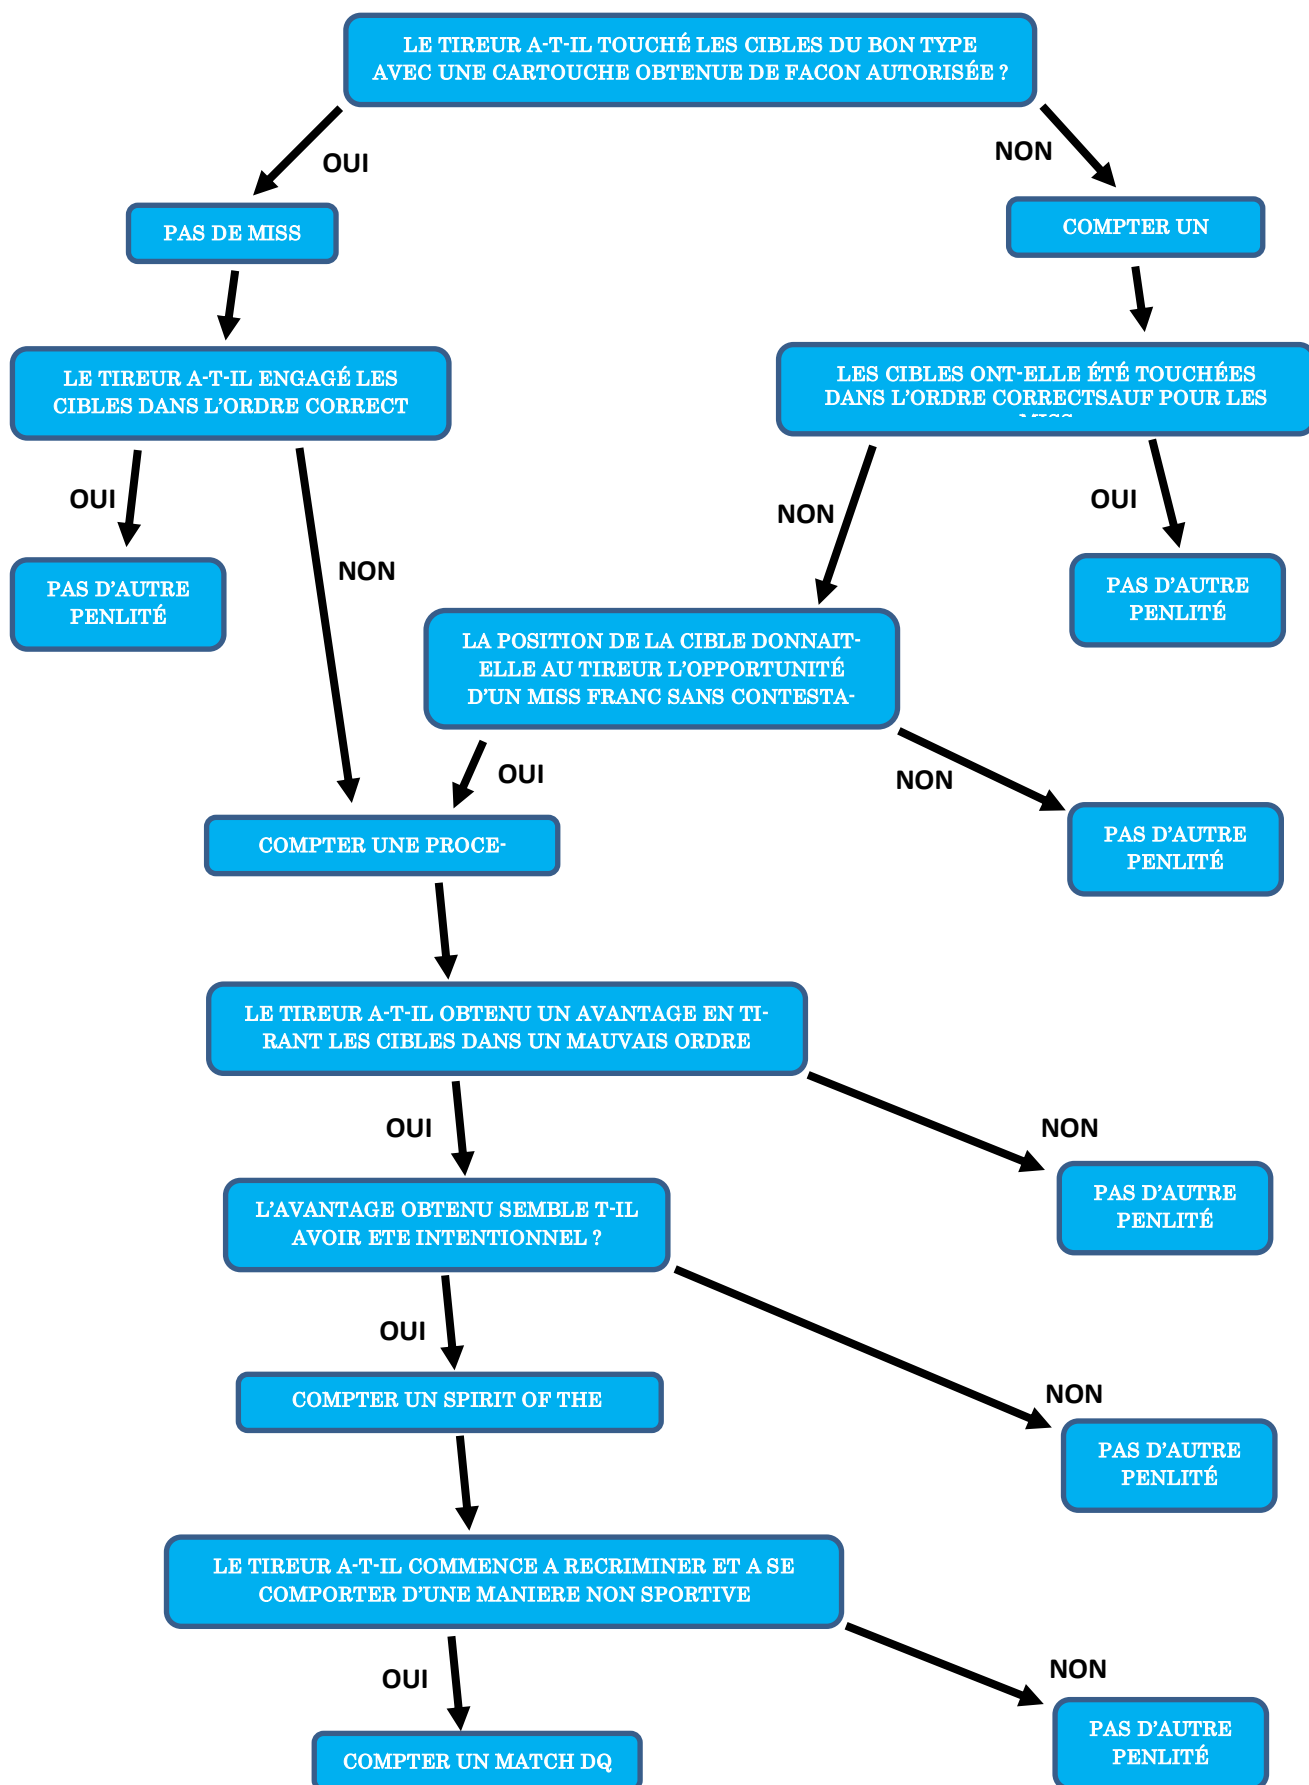 LE TIREUR A-T-IL TOUCHÉ LES CIBLES DU BON TYPE
AVEC UNE CARTOUCHE OBTENUE DE FACON AUTORISÉE ?
OUI
NON
PAS DE MISS
COMPTER UN
LE TIREUR A-T-IL ENGAGÉ LES
CIBLES DANS L'ORDRE CORRECT
LES CIBLES ONT-ELLE ÉTÉ TOUCHÉES
DANS L'ORDRE CORRECTSAUF POUR LES
OUI
NON
NON
OUI
PAS D'AUTRE
PENLITÉ
PAS D'AUTRE
PENLITÉ
LA POSITION DE LA CIBLE DONNAIT-
ELLE AU TIREUR L'OPPORTUNITÉ
D'UN MISS FRANC SANS CONTESTA-
OUI
NON
COMPTER UNE PROCE-
PAS D'AUTRE
PENLITÉ
LE TIREUR A-T-IL OBTENU UN AVANTAGE EN TI-
RANT LES CIBLES DANS UN MAUVAIS ORDRE
OUI
NON
L'AVANTAGE OBTENU SEMBLE T-IL
AVOIR ETE INTENTIONNEL ?
PAS D'AUTRE
PENLITÉ
OUI
NON
COMPTER UN SPIRIT OF THE
PAS D'AUTRE
PENLITÉ
LE TIREUR A-T-IL COMMENCE A RECRIMINER ET A SE
COMPORTER D'UNE MANIERE NON SPORTIVE
OUI
NON
COMPTER UN MATCH DQ
PAS D'AUTRE
PENLITÉ